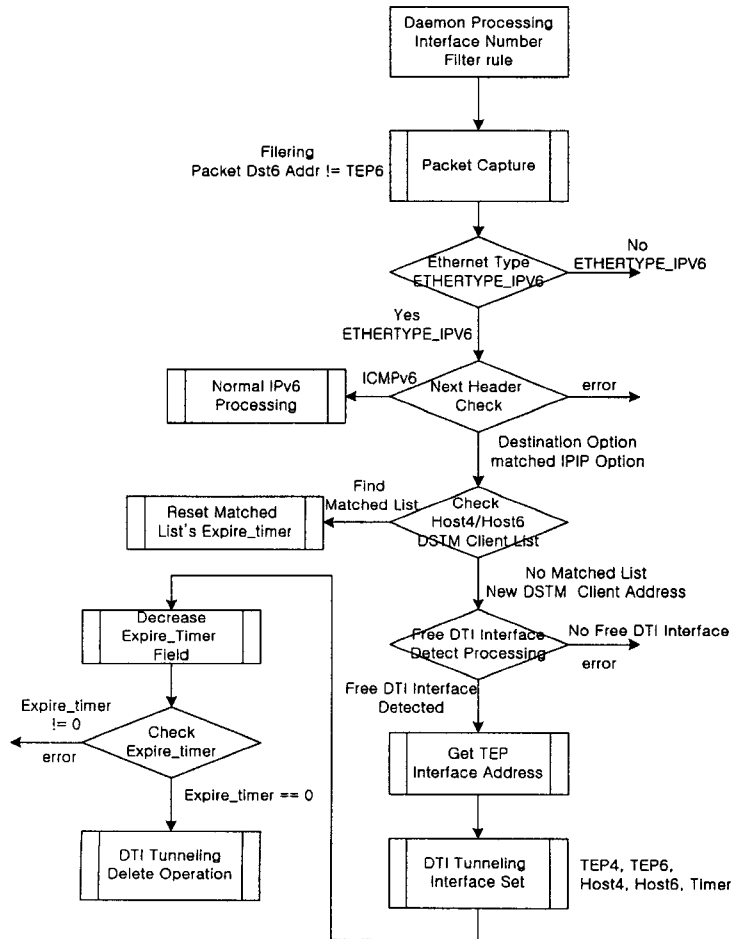 Daemon Processing
Interface Number
Filter rule
Filering
Packet Dst6 Addr != TEP6
Packet Capture
Ethernet Type
ETHERTYPE_IPV6
No
ETHERTYPE_IPV6
Yes
ETHERTYPE_IPV6
Normal IPv6
Processing
ICMPv6
Next Header
Check
error
Destination Option
matched IPIP Option
Find
Matched List
Reset Matched
List's Expire_timer
Check
Host4/Host6
DSTM Client List
No Matched List
New DSTM Client Address
Decrease
Expire_Timer
Field
Free DTI Interface
Detect Processing
No Free DTI Interface
error
Free DTI Interface
Detected
Expire_timer
!= 0
error
Check
Expire_timer
Get TEP
Interface Address
Expire_timer == 0
DTI Tunneling
Delete Operation
DTI Tunneling
Interface Set
TEP4, TEP6,
Host4, Host6, Timer